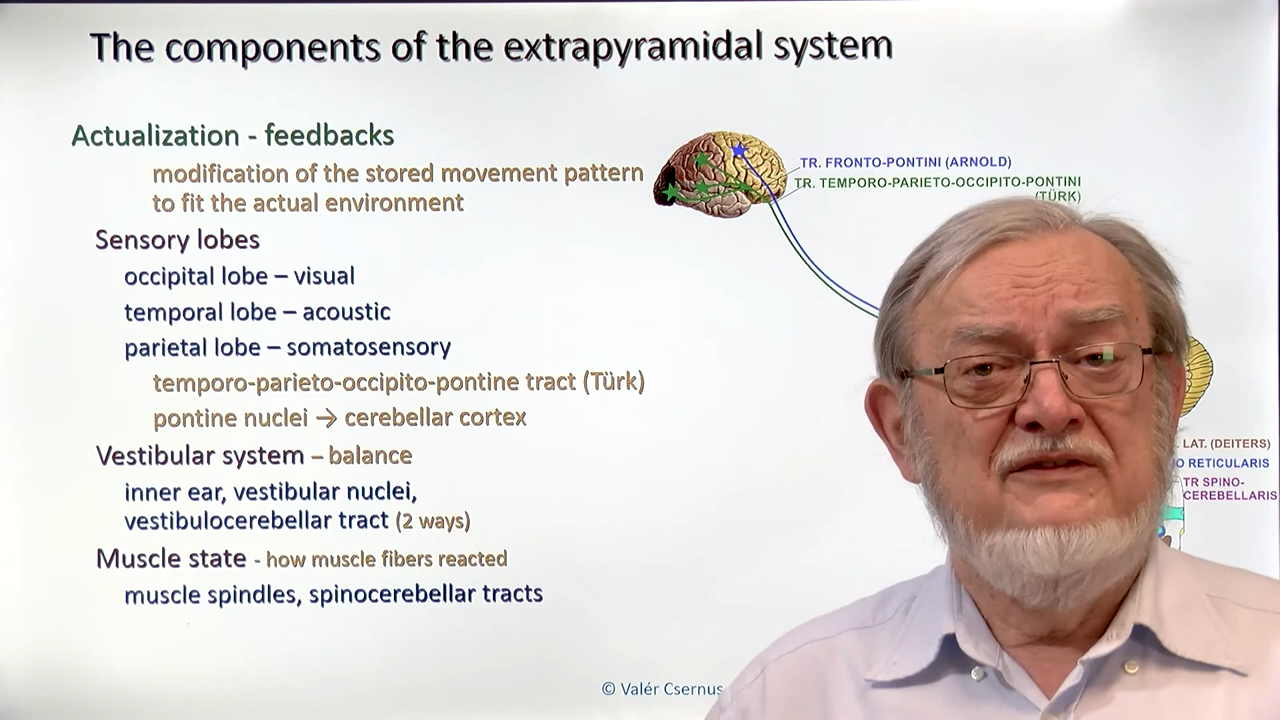 The components of the extrapyramidal system
Actualization - feedbacks
modification of the stored movement pattern
to fit the actual environment
Sensory lobes
occipital lobe – visual
temporal lobe – acoustic
parietal lobe – somatosensory
temporo-parieto-occipito-pontine tract (Türk)
pontine nuclei → cerebellar cortex
Vestibular system – balance
inner ear, vestibular nuclei,
vestibulocerebellar tract (2 ways)
Muscle state - how muscle fibers reacted
muscle spindles, spinocerebellar tracts
TR. FRONTO-PONTINI (ARNOLD)
TR. TEMPORO-PARIETO-OCCIPITO-PONTINI
(TÜRK)
LAT. (DEITERS)
RETICULARIS
TR SPINO-
CEREBELLARIS
© Valér Csernus